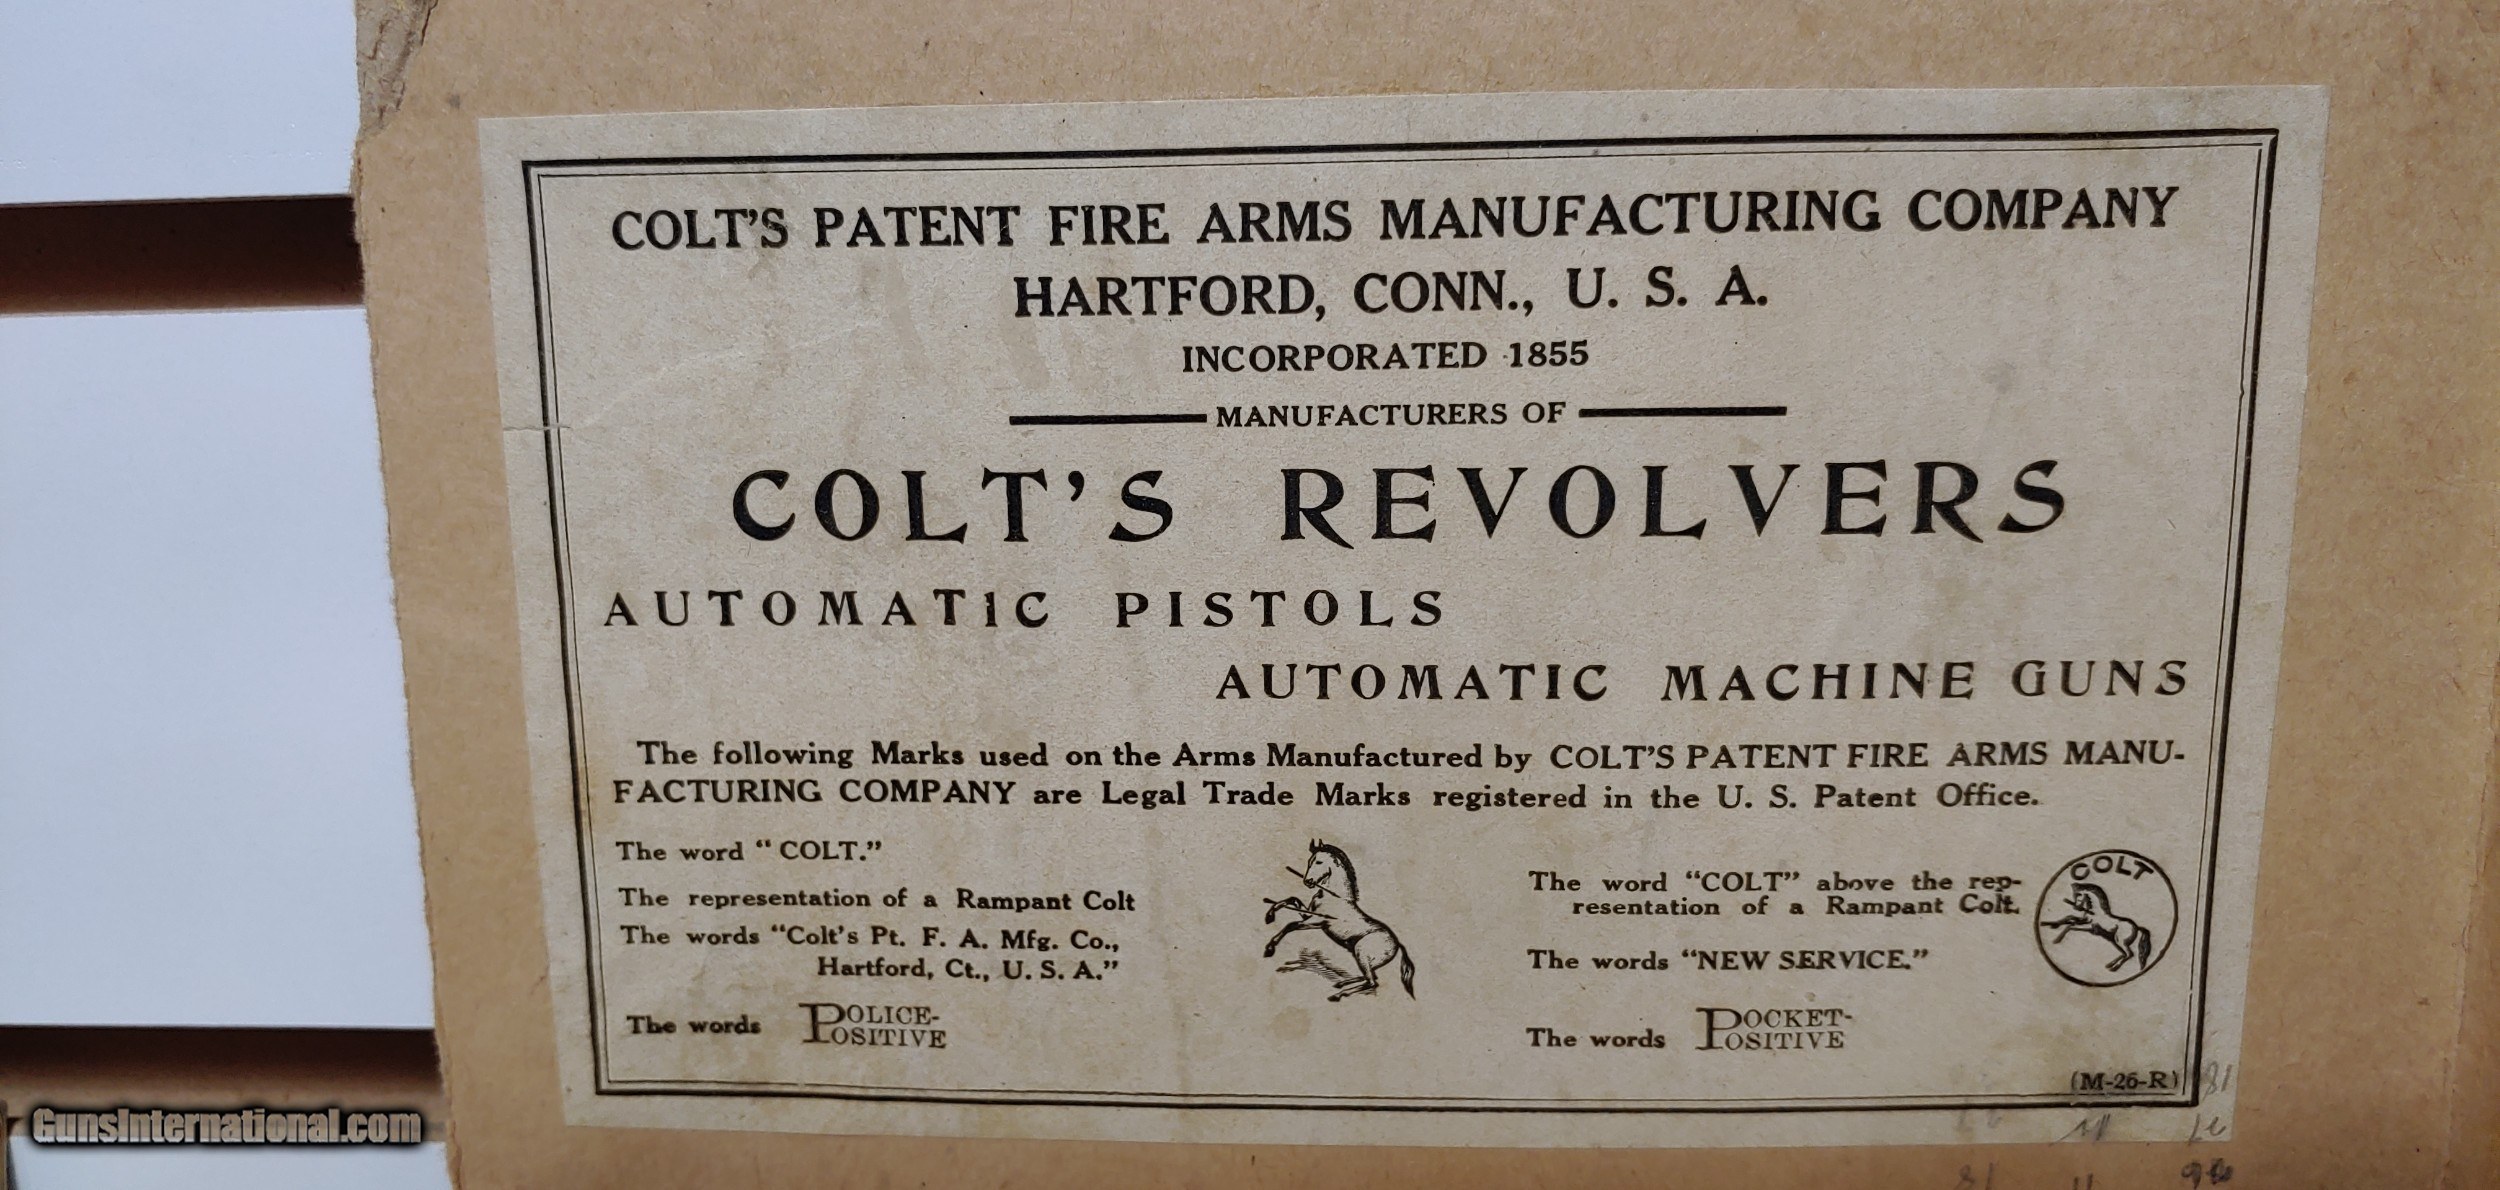 COLT'S PATENT FIRE ARMS MANUFACTURING COMPANY
HARTFORD, CONN., U. S. A.
INCORPORATED 1855
MANUFACTURERS OF
COLT'S REVOLVERS
AUTOMATIC PISTOLS
AUTOMATIC MACHINE GUNS
The following Marks used on the Arms Manufactured by COLT'S PATENT FIRE ARMS MANU-
FACTURING COMPANY are Legal Trade Marks registered in the U. S. Patent Office.
The word "COLT."
The representation of a Rampant Colt
The words "Colt's Pt. F. A. Mfg. Co.,
Hartford, Ct., U. S. A."
The words POLICE-
POSITIVE
The word "COLT" above the rep-
resentation of a Rampant Colt.
COLT
The words "NEW SERVICE."
The words POCKET-
POSITIVE
(M-26-R)
GunsInternational.com